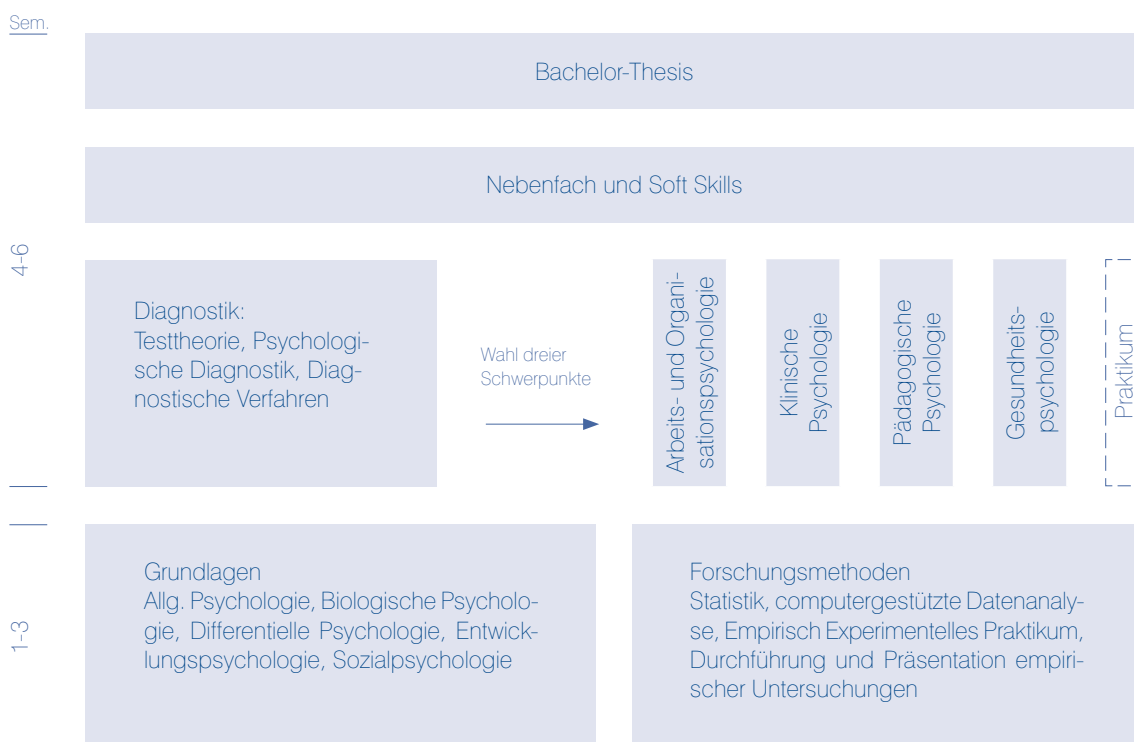 Sem.
Bachelor-Thesis
Nebenfach und Soft Skills
4-6
Diagnostik:
Testtheorie, Psychologi-
sche Diagnostik, Diag-
nostische Verfahren
Wahl dreier
Schwerpunkte
Arbeits- und Organi-
sationspsychologie
Klinische
Psychologie
Pädagogische
Psychologie
Gesundheits-
psychologie
Praktikum
1-3
Grundlagen
Allg. Psychologie, Biologische Psycholo-
gie, Differentielle Psychologie, Entwick-
lungspsychologie, Sozialpsychologie
Forschungsmethoden
Statistik, computergestützte Datenanaly-
se, Empirisch Experimentelles Praktikum,
Durchführung und Präsentation empiri-
scher Untersuchungen